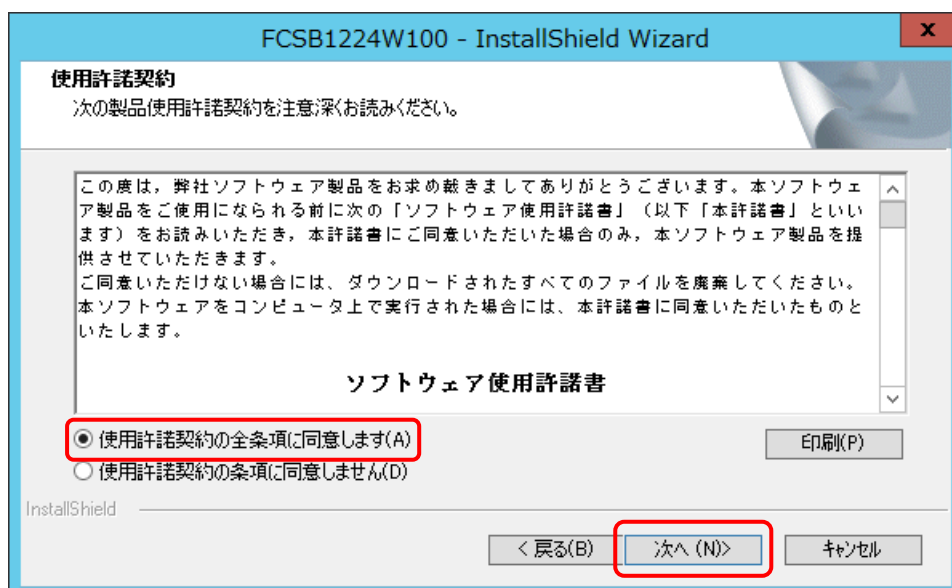 FCSB1224W100 - InstallShield Wizard
x
使用許諾契約
次の製品使用許諾契約を注意深くお読みください。
この度は，弊社ソフトウェア製品をお求め戴きましてありがとうございます。本ソフトウェ
ア製品をご使用になられる前に次の「ソフトウェア使用許諾書」（以下「本許諾書」といい
ます）をお読みいただき，本許諾書にご同意いただいた場合のみ，本ソフトウェア製品を提
供させていただきます。
ご同意いただけない場合には、ダウンロードされたすべてのファイルを廃棄してください。
本ソフトウェアをコンピュータ上で実行された場合には、本許諾書に同意いただいたものと
いたします。
ソフトウェア使用許諾書
使用許諾契約の全条項に同意します(A)
印刷(P)
使用許諾契約の条項に同意しません(D)
InstallShield
< 戻る(B)
次へ (N)>
キャンセル